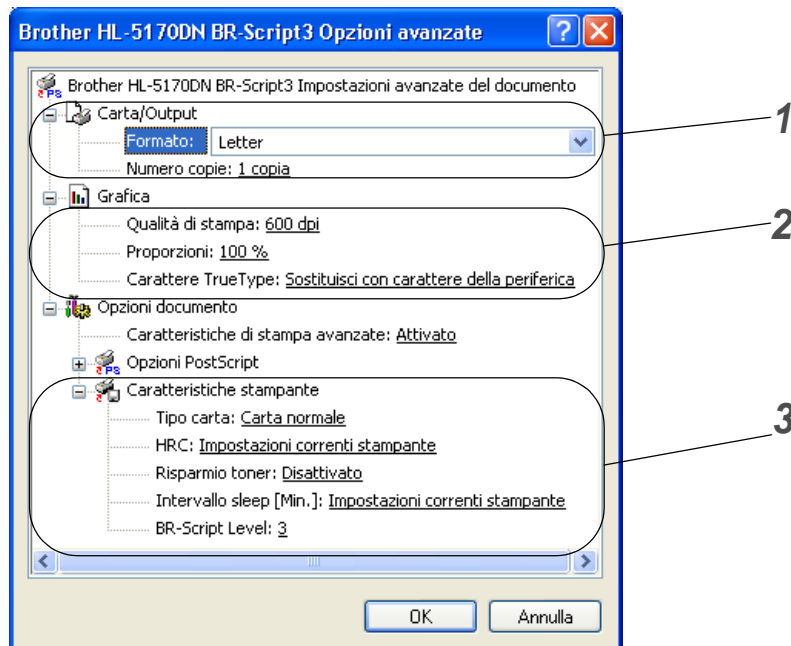 Brother HL-5170DN BR-Script3 Opzioni avanzate
Brother HL-5170DN BR-Script3 Impostazioni avanzate del documento
PS
Carta/Output
1
Formato: Letter
Numero copie: 1 copia
Grafica
Qualità di stampa: 600 dpi
2
Proporzioni: 100 %
Carattere TrueType: Sostituisci con carattere della periferica
Opzioni documento
Caratteristiche di stampa avanzate: Attivato
Opzioni PostScript
PS
Caratteristiche stampante
Tipo carta: Carta normale
3
HRC: Impostazioni correnti stampante
Risparmio toner: Disattivato
Intervallo sleep [Min.]: Impostazioni correnti stampante
BR-Script Level: 3
OK
Annulla